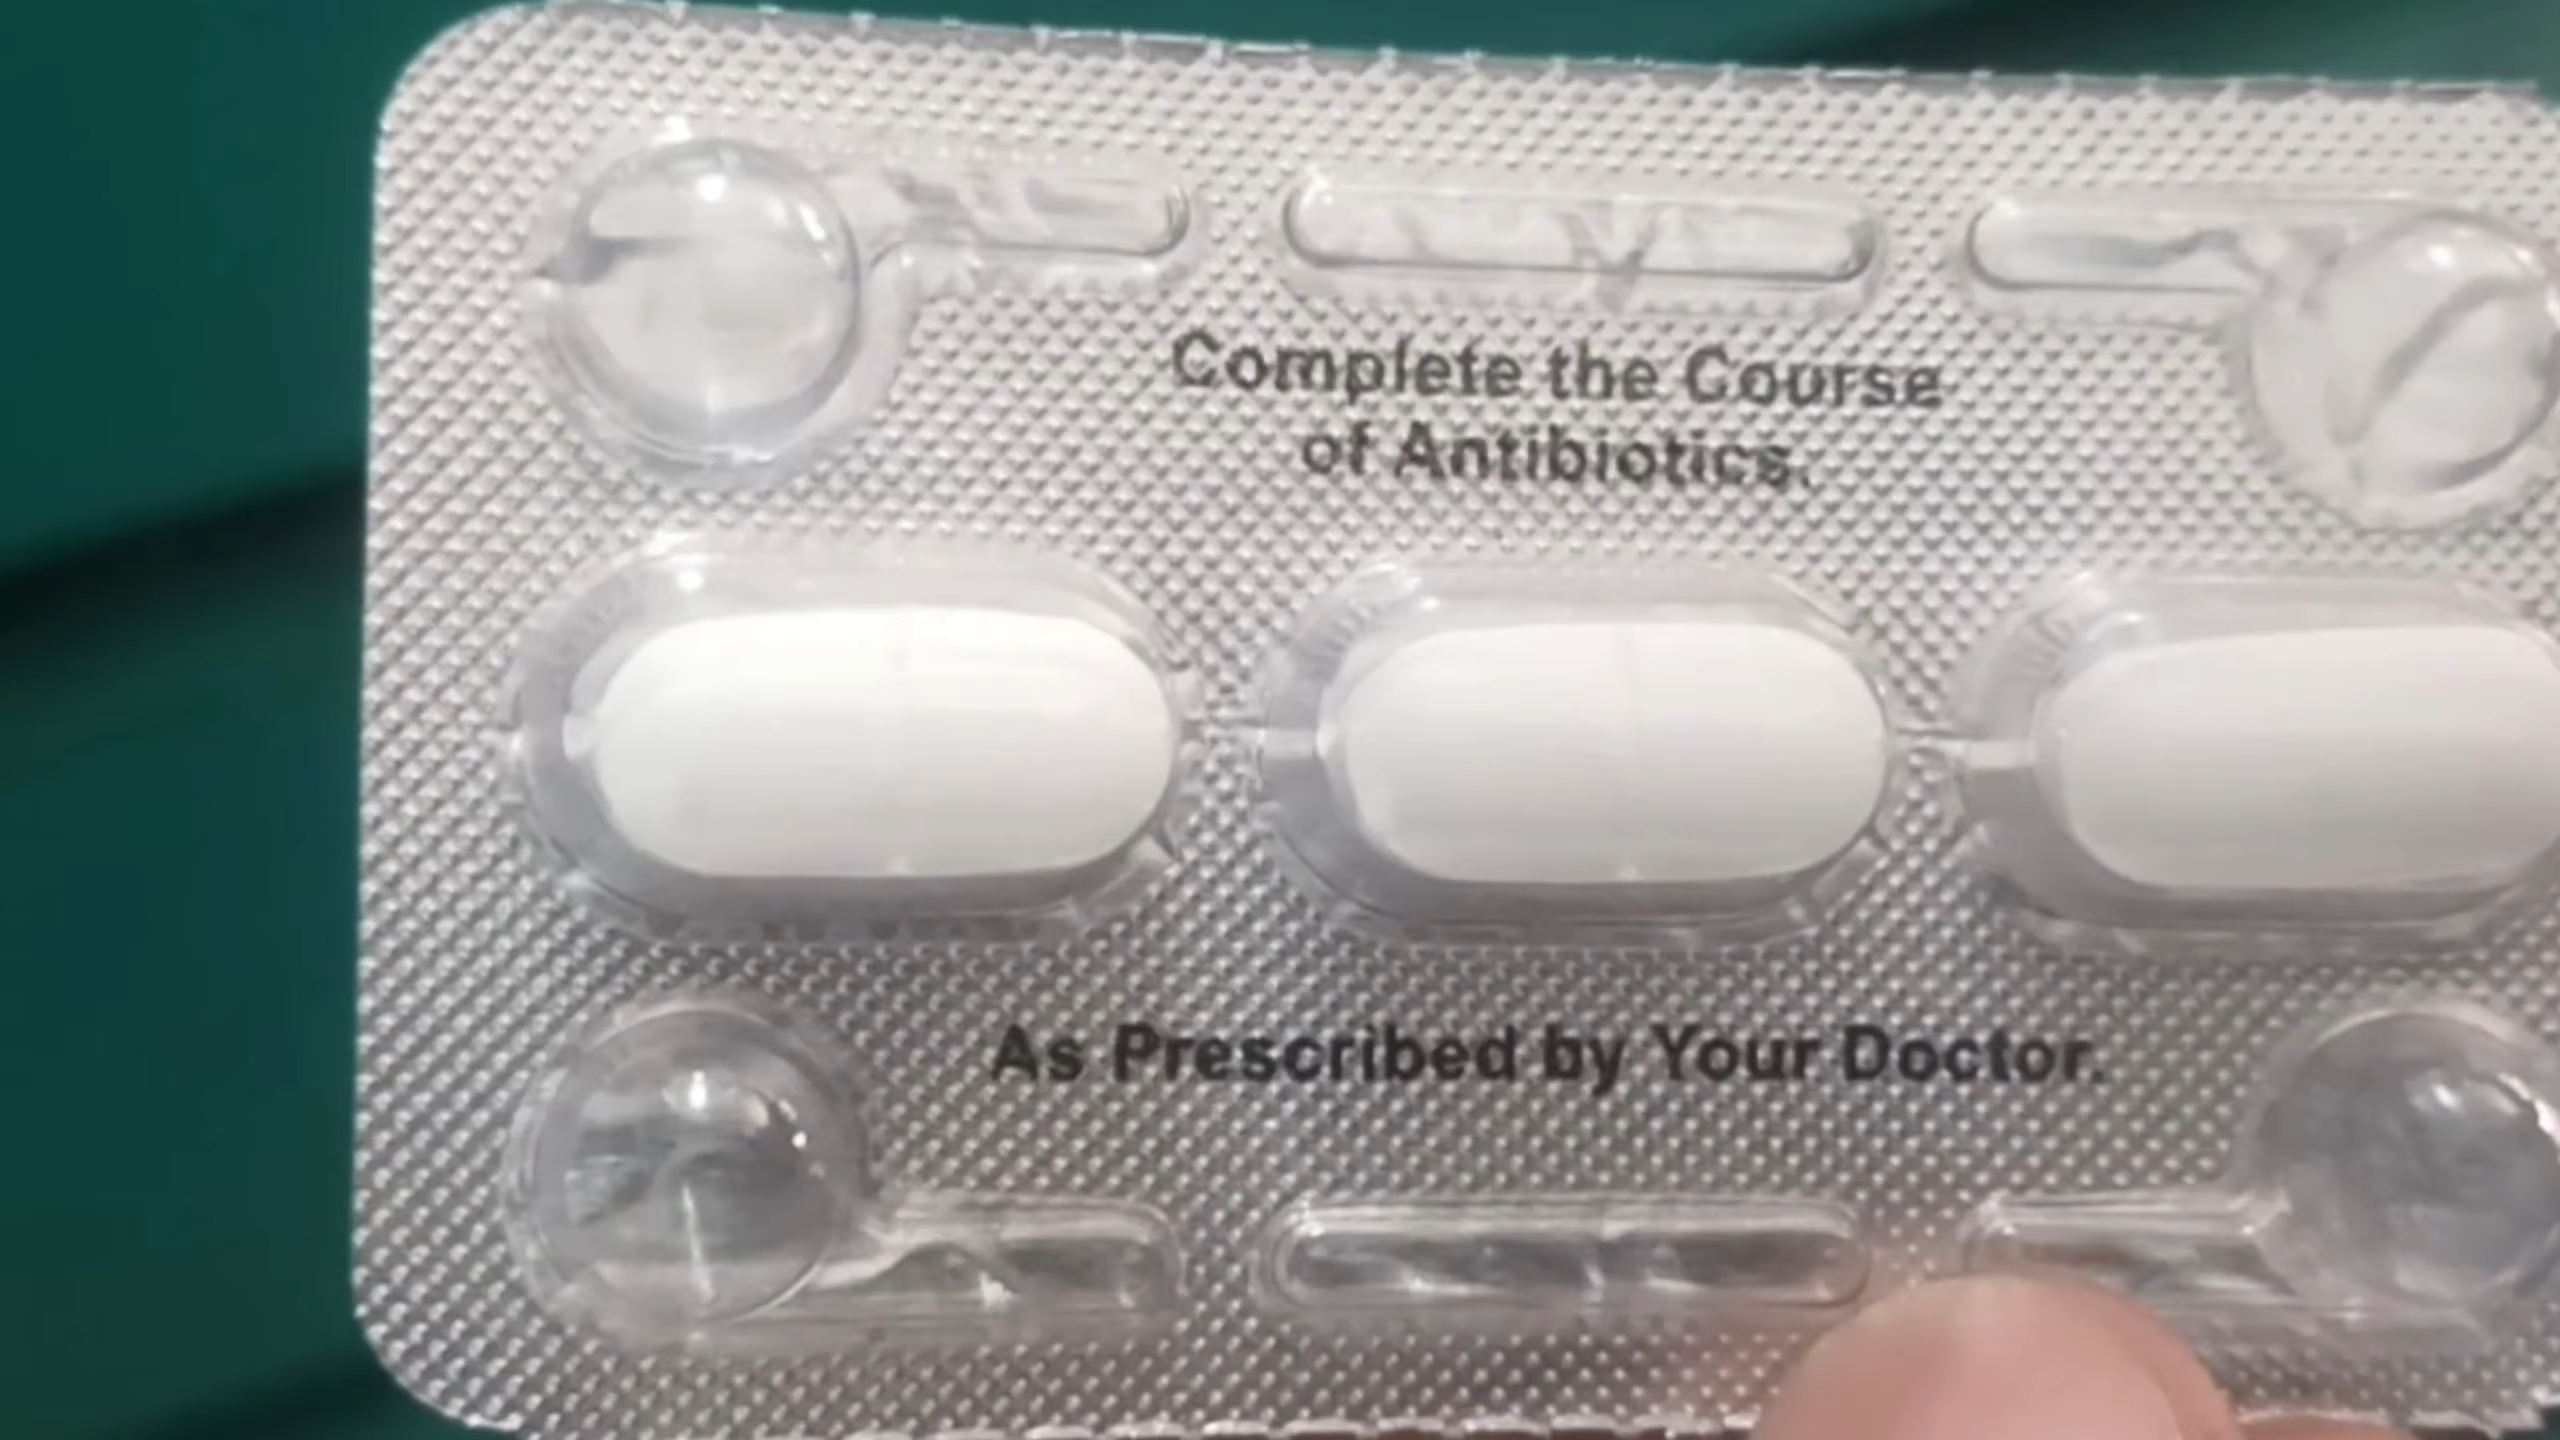 Complete the Course
of Antibiotics.
As Prescribed by Your Doctor.